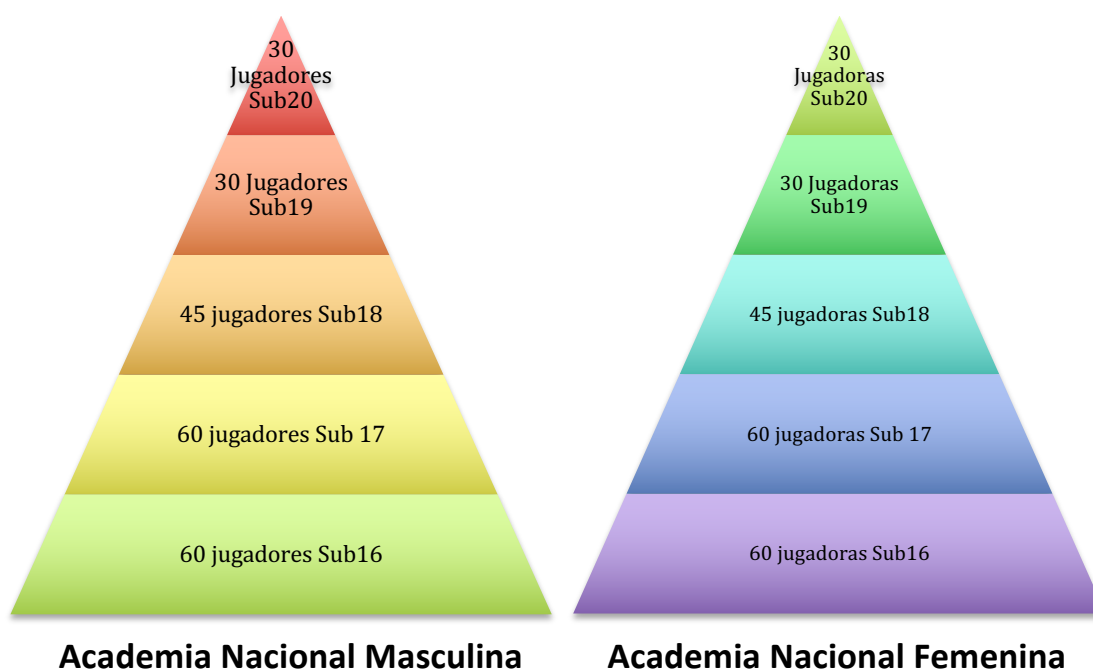 30
Jugadores
Sub20
30 Jugadores
Sub19
45 jugadores Sub18
60 jugadores Sub 17
60 jugadores Sub16
Academia Nacional Masculina
30
Jugadoras
Sub20
30 Jugadoras
Sub19
45 jugadoras Sub18
60 jugadoras Sub 17
60 jugadoras Sub16
Academia Nacional Femenina